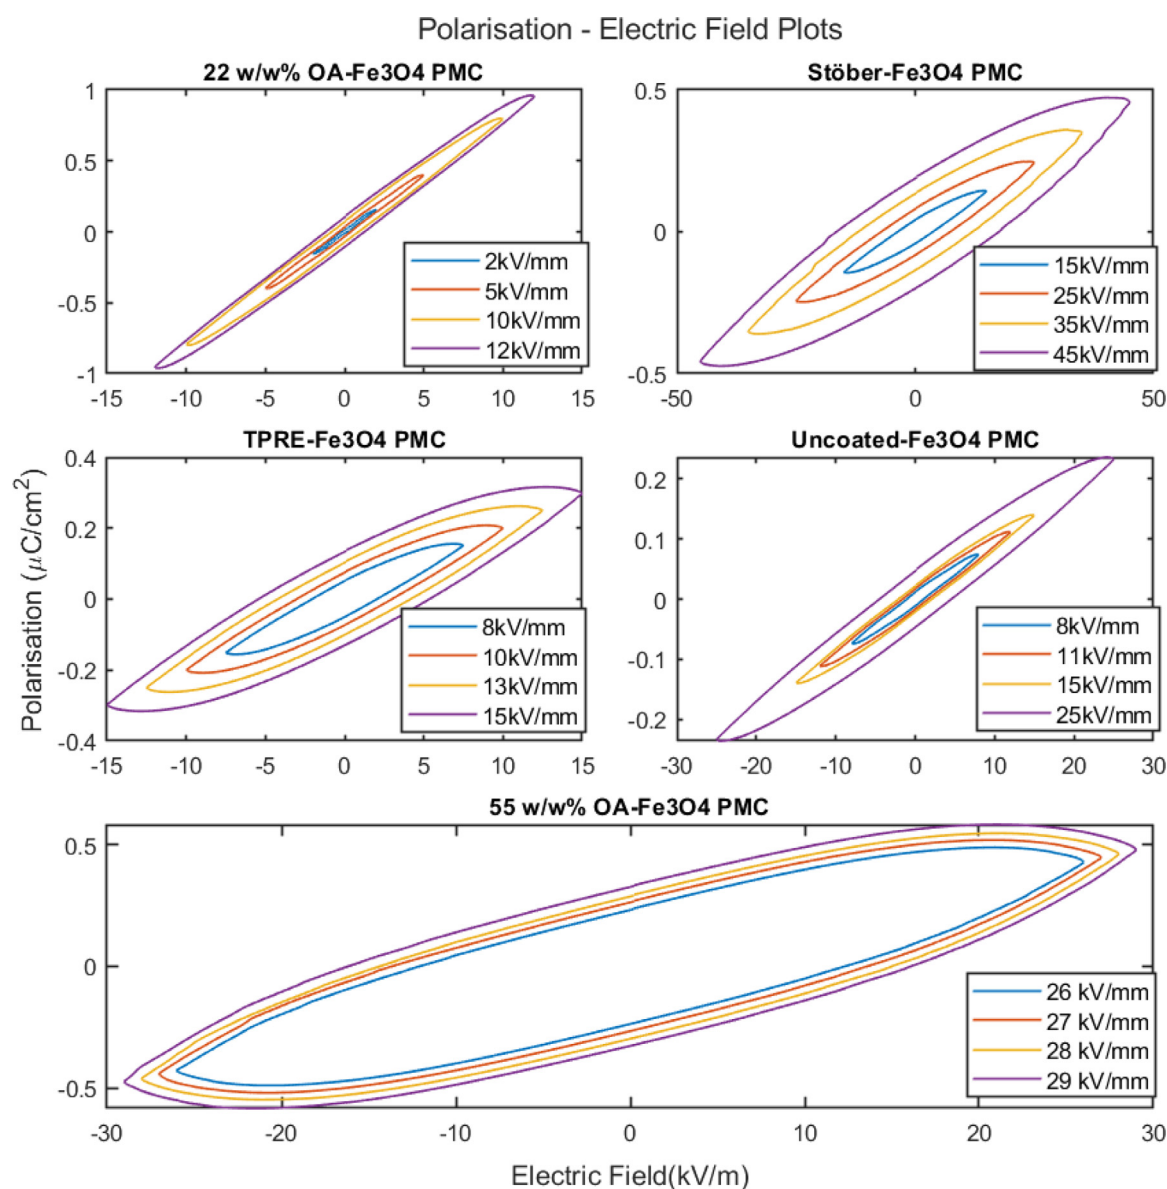 Polarisation - Electric Field Plots
22 w/w% OA-Fe3O4 PMC
1
0.5
0
-0.5
-1
-15
-10
-5
0
5
10
15
2kV/mm
5kV/mm
10kV/mm
12kV/mm
Stöber-Fe3O4 PMC
0.5
0
-0.5
-50
0
50
15kV/mm
25kV/mm
35kV/mm
45kV/mm
TPRE-Fe3O4 PMC
0.4
0.2
0
-0.2
-0.4
-15
-10
-5
0
5
10
15
8kV/mm
10kV/mm
13kV/mm
15kV/mm
Uncoated-Fe3O4 PMC
0.2
0.1
0
-0.1
-0.2
-30
-20
-10
0
10
20
30
8kV/mm
11kV/mm
15kV/mm
25kV/mm
Polarisation (μC/cm²)
55 w/w% OA-Fe3O4 PMC
0.5
0
-0.5
-30
-20
-10
0
10
20
30
26 kV/mm
27 kV/mm
28 kV/mm
29 kV/mm
Electric Field(kV/m)